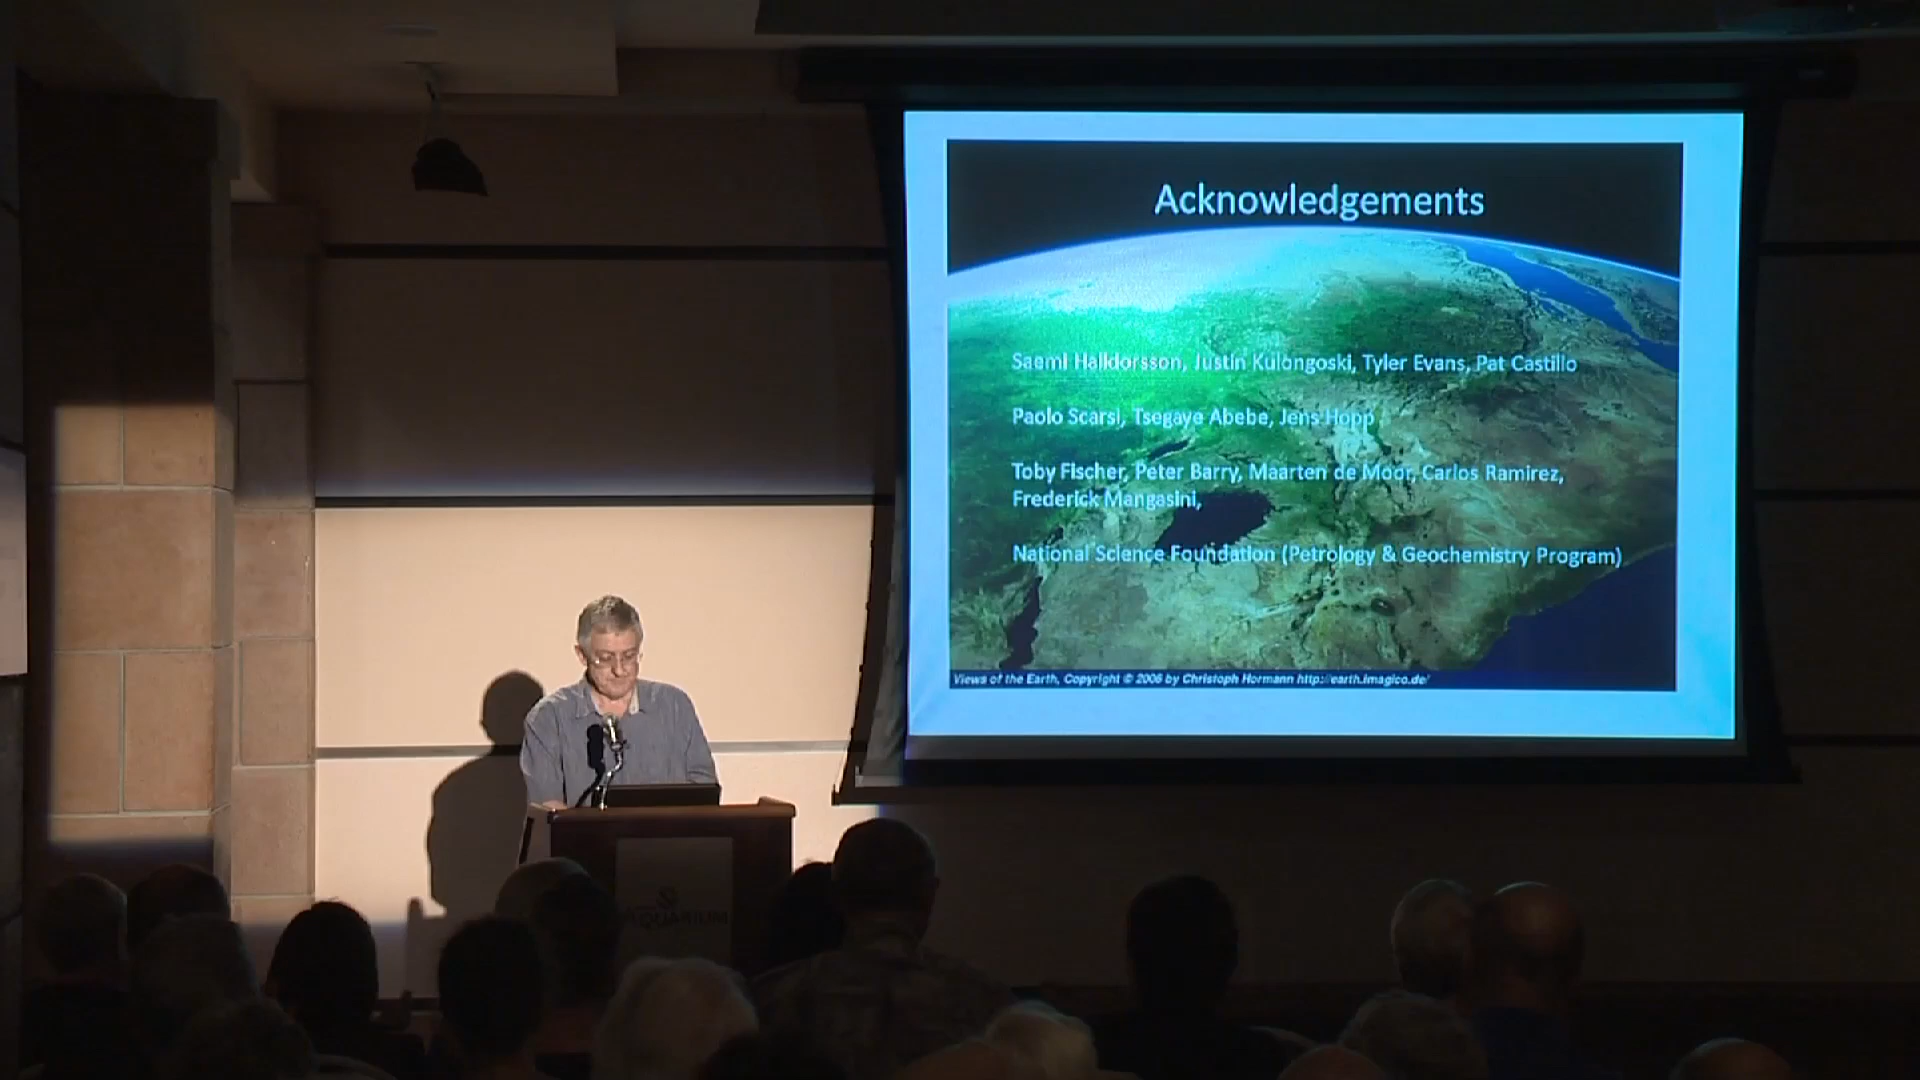 Acknowledgements
Saemi Halldorsson, Justin Kulongoski, Tyler Evans, Pat Castillo
Paolo Scarsi, Tsegaye Abebe, Jens Hopp
Toby Fischer, Peter Barry, Maarten de Moor, Carlos Ramirez,
Frederick Mangasini,
National Science Foundation (Petrology & Geochemistry Program)
Views of the Earth, Copyright © 2006 by Christoph Hormann http://earth.imagico.de/
AQUARIUM